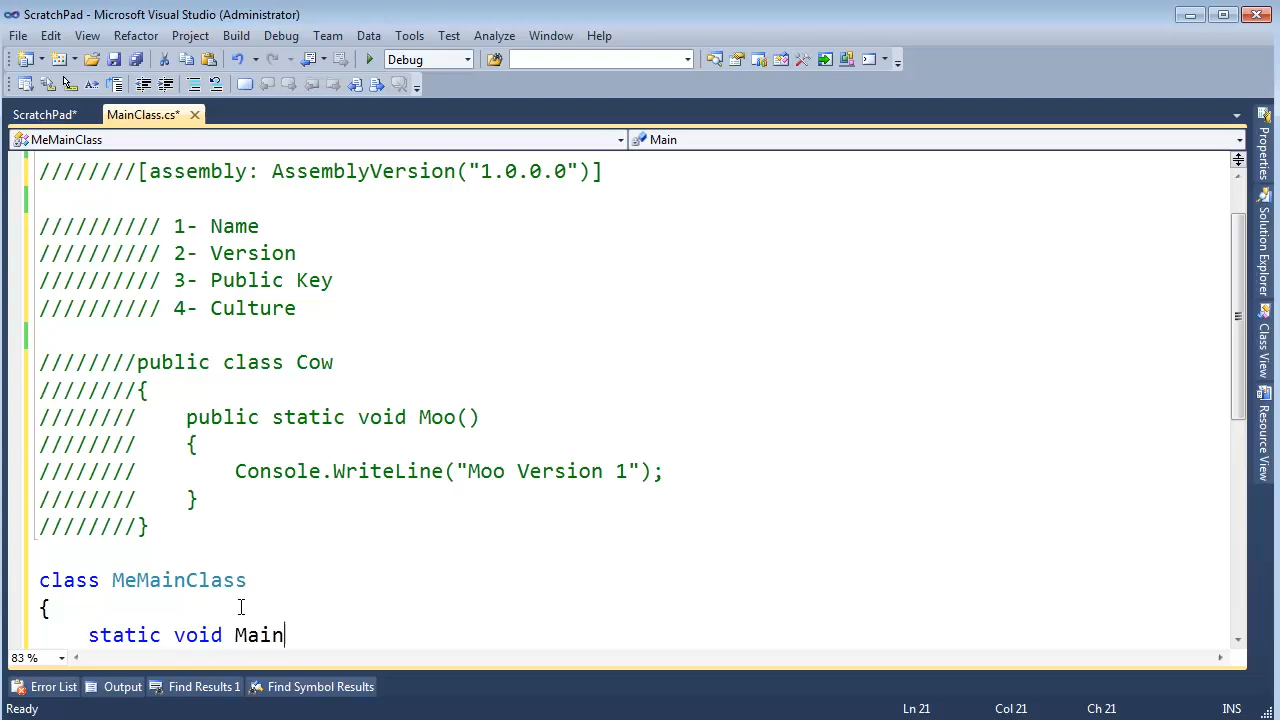 ScratchPad - Microsoft Visual Studio (Administrator)
File Edit View Refactor Project Build Debug Team Data Tools Test Analyze Window Help
Debug
ScratchPad* MainClass.cs*
MeMainClass Main
////////[assembly: AssemblyVersion("1.0.0.0")]
////////// 1- Name
////////// 2- Version
////////// 3- Public Key
////////// 4- Culture
////////public class Cow
////////{
////////    public static void Moo()
////////    {
////////        Console.WriteLine("Moo Version 1");
////////    }
////////}
class MeMainClass
{
    static void Main
83 %
Error List Output Find Results 1 Find Symbol Results
Ready Ln 21 Col 21 Ch 21 INS
Properties
Solution Explorer
Class View
Resource View